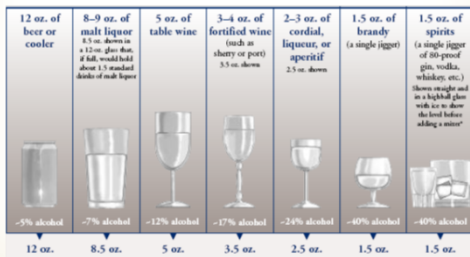 12 oz. of
beer or
cooler
8–9 oz. of
malt liquor
8.5 oz. shown in
a 12-oz. glass that,
if full, would hold
about 1.5 standard
drinks of malt liquor
5 oz. of
table wine
3–4 oz. of
fortified wine
(such as
sherry or port)
3.5 oz. shown
2–3 oz. of
cordial,
liqueur, or
aperitif
2.5 oz. shown
1.5 oz. of
brandy
(a single jigger)
1.5 oz. of
spirits
(a single jigger
of 80-proof
gin, vodka,
whiskey, etc.)
Shown straight and
in a highball glass
with ice to show
the level before
adding a mixer*
~5% alcohol
~7% alcohol
~12% alcohol
~17% alcohol
~24% alcohol
~40% alcohol
~40% alcohol
12 oz.
8.5 oz.
5 oz.
3.5 oz.
2.5 oz.
1.5 oz.
1.5 oz.